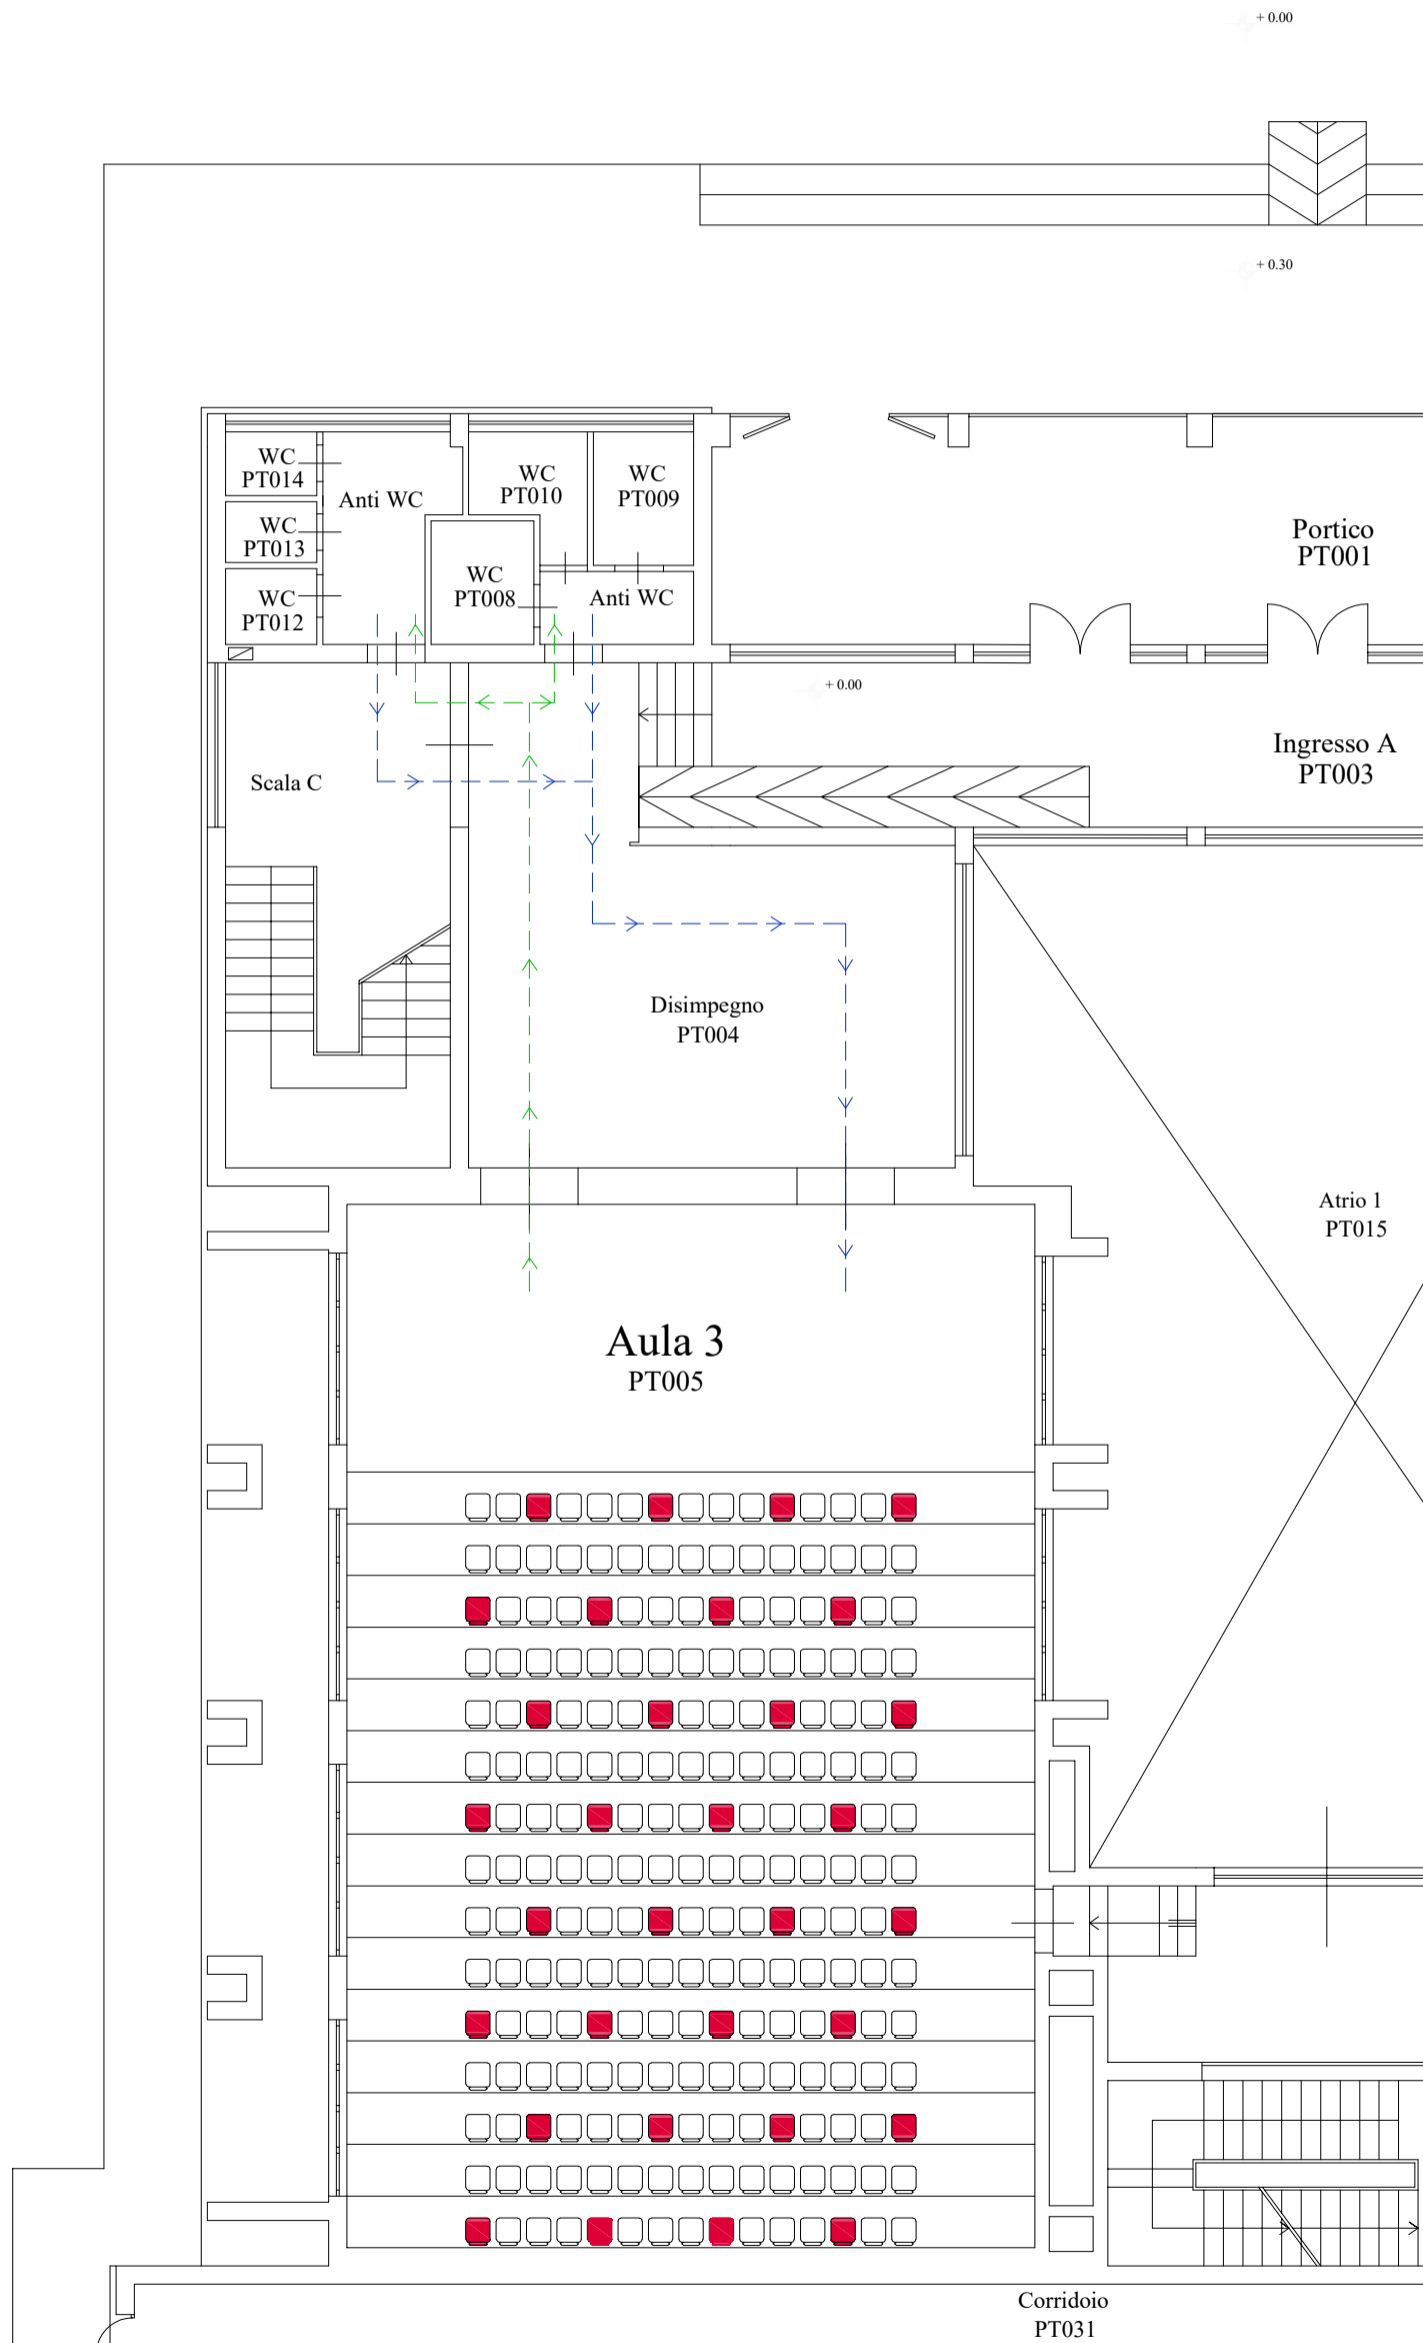 + 0.00
+ 0.30
WC
PT014
Anti WC
WC
PT010
WC
PT009
WC
PT013
Portico
PT001
WC
PT008
WC
PT012
Anti WC
+ 0.00
Ingresso A
PT003
Scala C
Disimpegno
PT004
Atrio 1
PT015
Aula 3
PT005
Corridoio
PT031